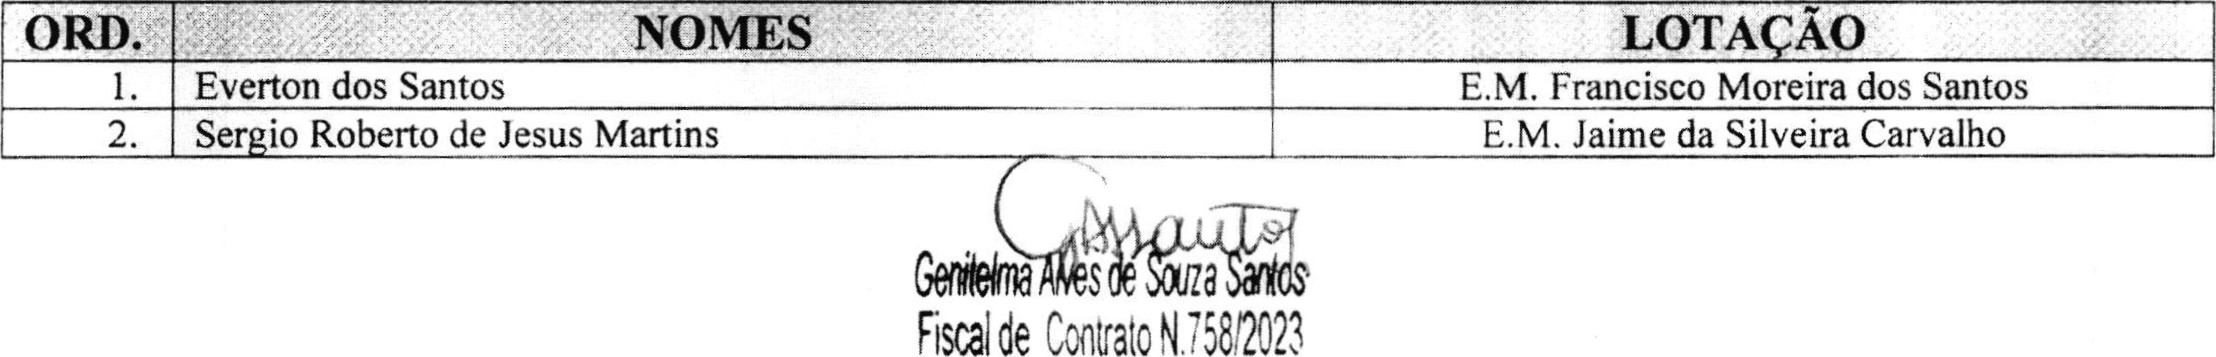 ORD. NOMES LOTAÇÃO
1. Everton dos Santos E.M. Francisco Moreira dos Santos
2. Sergio Roberto de Jesus Martins E.M. Jaime da Silveira Carvalho
Genitelma Alves de Souza Santos
Fiscal de Contrato N.758/2023